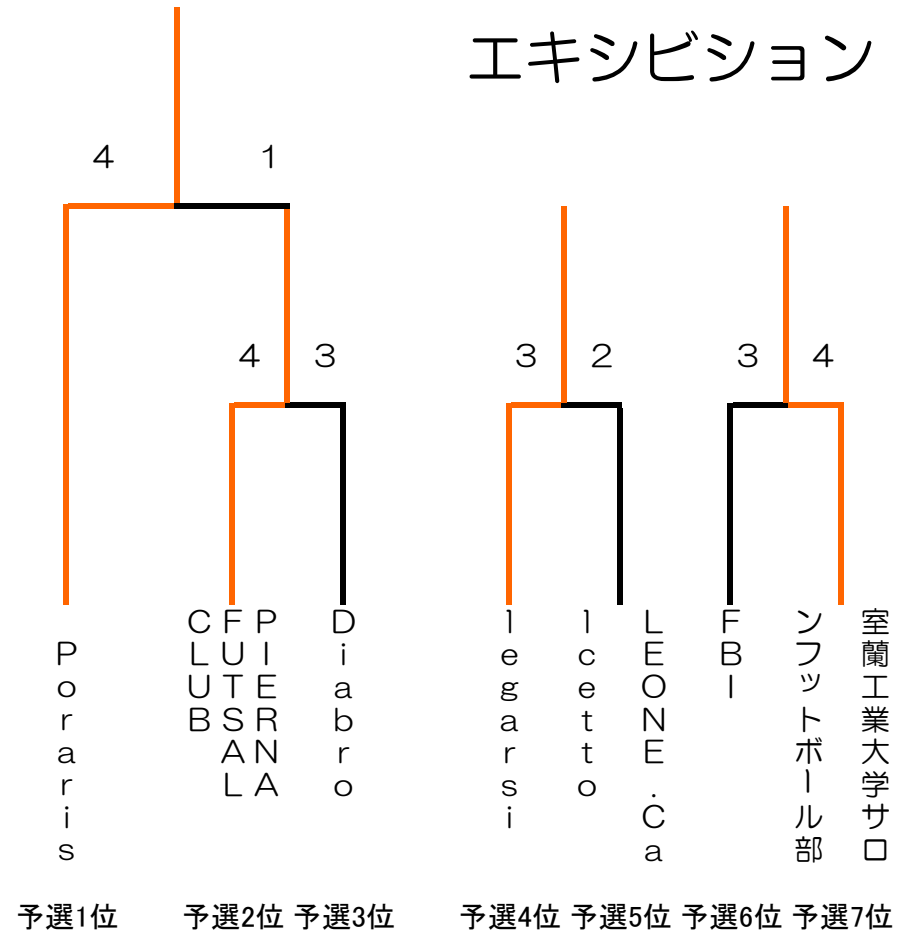 エキシビション
4 1
4 3
3 2
3 4
Poraris
PIERNA
FUTSAL
CLUB
Diabro
legarsi
LEONE.Ca
lcetto
FBI
室蘭工業大学サロ
ンフットボール部
予選1位 予選2位 予選3位 予選4位 予選5位 予選6位 予選7位